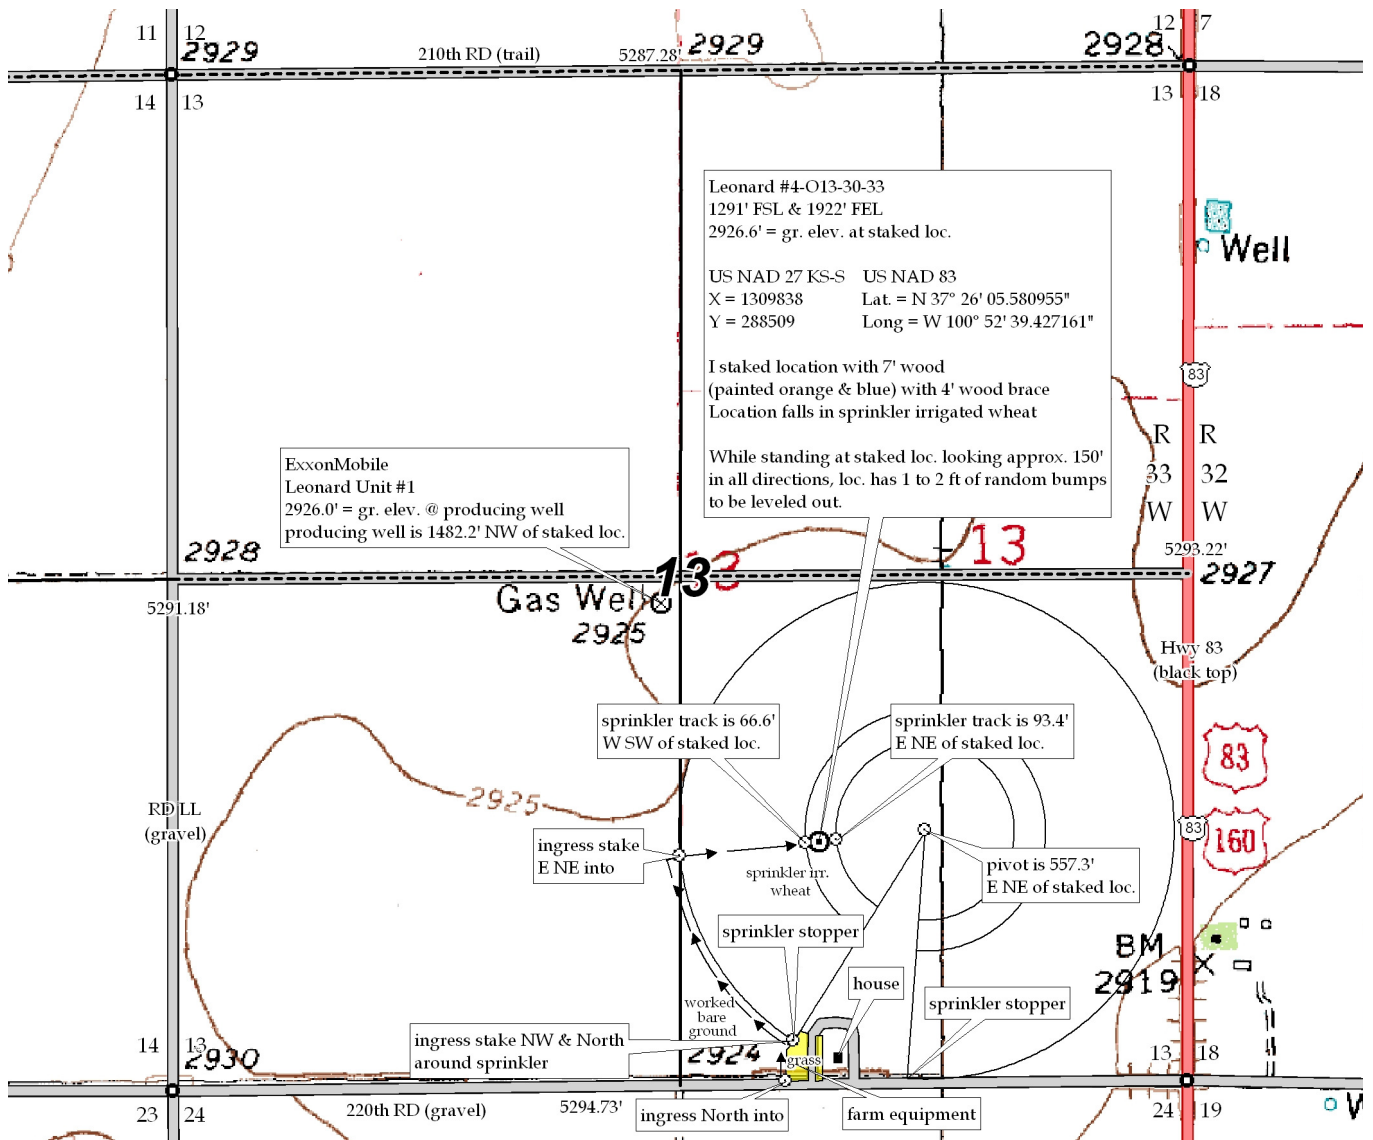 11 12
2929
210th RD (trail)
5287.28'
2929
2928
12 7
14 13
13 18
Leonard #4-O13-30-33
1291' FSL & 1922' FEL
2926.6' = gr. elev. at staked loc.
US NAD 27 KS-S US NAD 83
X = 1309838 Lat. = N 37° 26' 05.580955"
Y = 288509 Long = W 100° 52' 39.427161"
I staked location with 7' wood
(painted orange & blue) with 4' wood brace
Location falls in sprinkler irrigated wheat
While standing at staked loc. looking approx. 150'
in all directions, loc. has 1 to 2 ft of random bumps
to be leveled out.
Well
83
R R
33 32
W W
ExxonMobile
Leonard Unit #1
2926.0' = gr. elev. @ producing well
producing well is 1482.2' NW of staked loc.
2928
13
13
5293.22'
2927
Gas Well
2925
5291.18'
Hwy 83
(black top)
sprinkler track is 66.6'
W SW of staked loc.
sprinkler track is 93.4'
E NE of staked loc.
83
2925
RD LL
(gravel)
83
160
ingress stake
E NE into
sprinkler irr.
wheat
pivot is 557.3'
E NE of staked loc.
sprinkler stopper
BM
2919
house
sprinkler stopper
worked
bare
ground
ingress stake NW & North
around sprinkler
14 13
2930
2924
grass
13 18
23 24
220th RD (gravel)
5294.73'
ingress North into
farm equipment
24 19
W